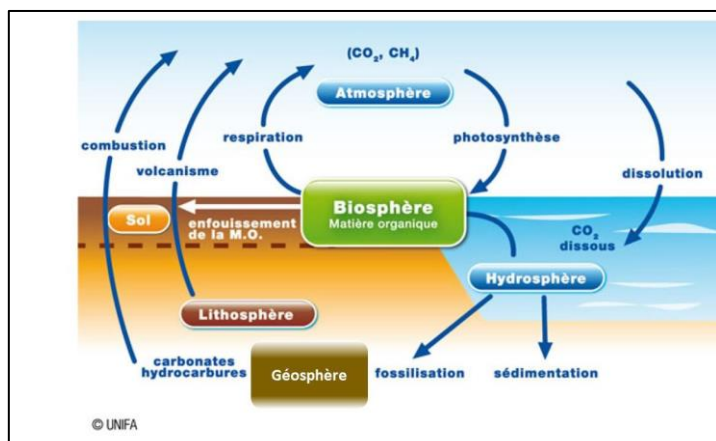 (CO₂, CH₄)
Atmosphère
combustion
respiration
photosynthèse
volcanisme
dissolution
Biosphère
Matière organique
Sol
enfouissement
de la M.O.
CO₂
dissous
Hydrosphère
Lithosphère
carbonates
hydrocarbures
Géosphère
fossilisation
sédimentation
© UNIFA